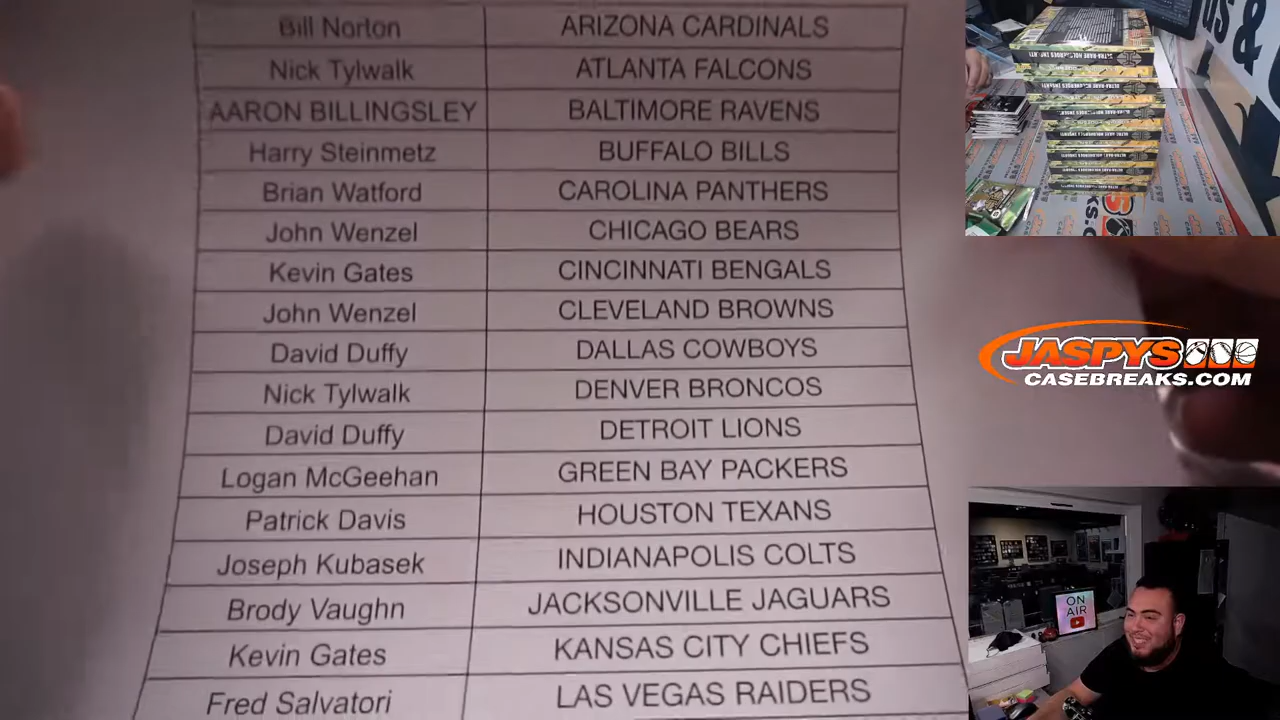 Bill Norton ARIZONA CARDINALS
Nick Tylwalk ATLANTA FALCONS
AARON BILLINGSLEY BALTIMORE RAVENS
Harry Steinmetz BUFFALO BILLS
Brian Watford CAROLINA PANTHERS
John Wenzel CHICAGO BEARS
Kevin Gates CINCINNATI BENGALS
John Wenzel CLEVELAND BROWNS
David Duffy DALLAS COWBOYS
Nick Tylwalk DENVER BRONCOS
David Duffy DETROIT LIONS
Logan McGeehan GREEN BAY PACKERS
Patrick Davis HOUSTON TEXANS
Joseph Kubasek INDIANAPOLIS COLTS
Brody Vaughn JACKSONVILLE JAGUARS
Kevin Gates KANSAS CITY CHIEFS
Fred Salvatori LAS VEGAS RAIDERS
JASPYS
CASEBREAKS.COM
ON
AIR